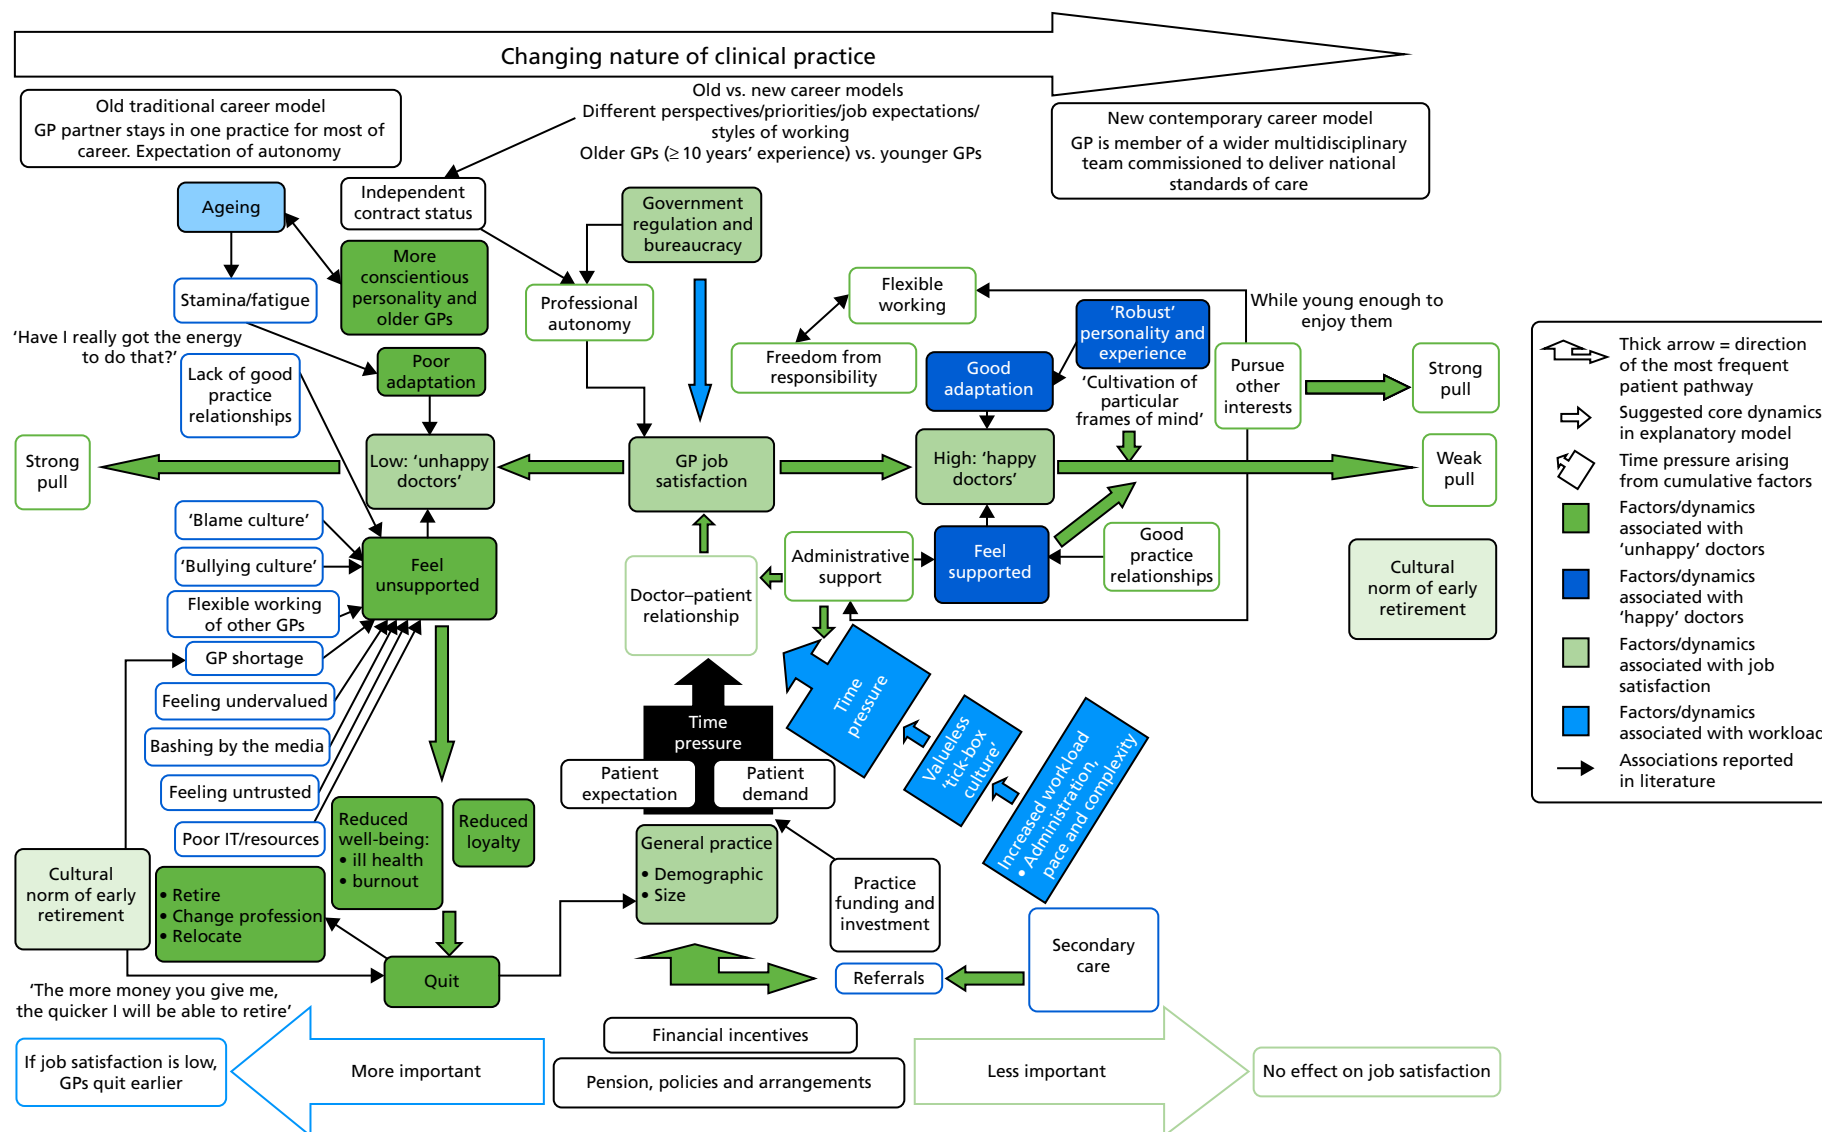 Changing nature of clinical practice
Old traditional career model
GP partner stays in one practice for most of
career. Expectation of autonomy
Old vs. new career models
Different perspectives/priorities/job expectations/
styles of working
Older GPs (≥ 10 years’ experience) vs. younger GPs
New contemporary career model
GP is member of a wider multidisciplinary
team commissioned to deliver national
standards of care
Ageing
Independent
contract status
Government
regulation and
bureaucracy
More
conscientious
personality and
older GPs
Stamina/fatigue
Professional
autonomy
Flexible
working
While young enough to
enjoy them
‘Robust’
personality and
experience
‘Have I really got the energy
to do that?’
Freedom from
responsibility
Poor
adaptation
Good
adaptation
Lack of good
practice
relationships
‘Cultivation of
particular
frames of mind’
Pursue
other
interests
Strong
pull
Strong
pull
Low: ‘unhappy
doctors’
GP job
satisfaction
High: ‘happy
doctors’
Weak
pull
‘Blame culture’
‘Bullying culture’
Feel
unsupported
Doctor–patient
relationship
Administrative
support
Feel
supported
Good
practice
relationships
Cultural
norm of early
retirement
Flexible working
of other GPs
GP shortage
Feeling undervalued
Bashing by the media
Feeling untrusted
Poor IT/resources
Time
pressure
Patient
expectation
Patient
demand
Time
pressure
Valueless
‘tick-box
culture’
Increased workload
• Administration,
pace and complexity
Reduced
well-being:
• ill health
• burnout
Reduced
loyalty
General practice
• Demographic
• Size
Practice
funding and
investment
Cultural
norm of early
retirement
• Retire
• Change profession
• Relocate
Quit
Referrals
Secondary
care
‘The more money you give me,
the quicker I will be able to retire’
Financial incentives
If job satisfaction is low,
GPs quit earlier
More important
Pension, policies and arrangements
Less important
No effect on job satisfaction
Thick arrow = direction
of the most frequent
patient pathway
Suggested core dynamics
in explanatory model
Time pressure arising
from cumulative factors
Factors/dynamics
associated with
‘unhappy’ doctors
Factors/dynamics
associated with
‘happy’ doctors
Factors/dynamics
associated with job
satisfaction
Factors/dynamics
associated with workload
Associations reported
in literature